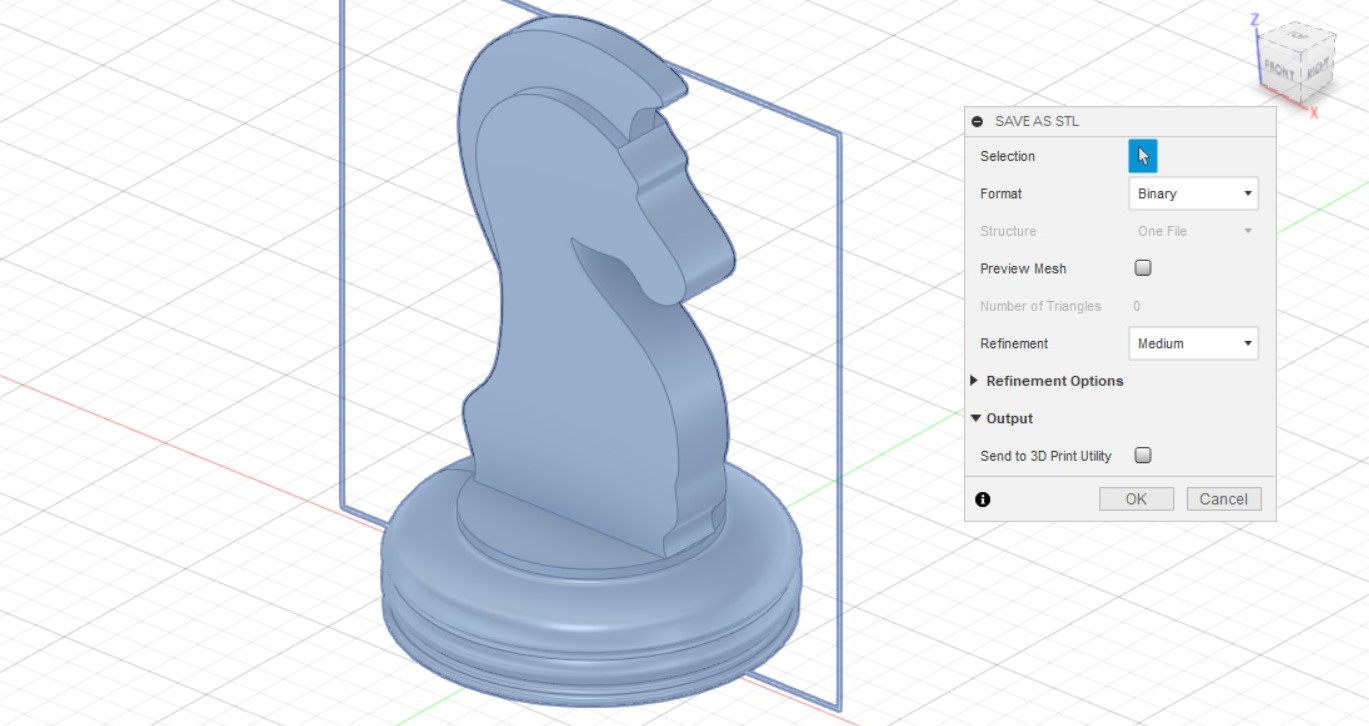 Z
TOP
FRONT
RIGHT
X
SAVE AS STL
Selection
Format Binary
Structure One File
Preview Mesh
Number of Triangles 0
Refinement Medium
Refinement Options
Output
Send to 3D Print Utility
OK Cancel